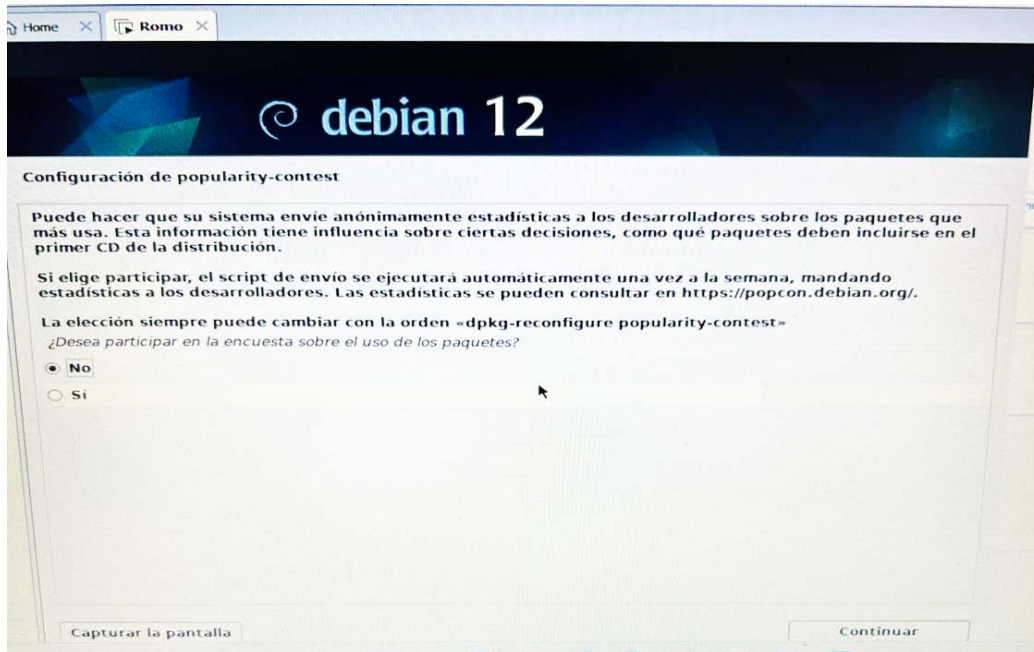 Home
Romo
debian 12
Configuración de popularity-contest
Puede hacer que su sistema envíe anónimamente estadísticas a los desarrolladores sobre los paquetes que
más usa. Esta información tiene influencia sobre ciertas decisiones, como qué paquetes deben incluirse en el
primer CD de la distribución.
Si elige participar, el script de envío se ejecutará automáticamente una vez a la semana, mandando
estadísticas a los desarrolladores. Las estadísticas se pueden consultar en https://popcon.debian.org/.
La elección siempre puede cambiar con la orden «dpkg-reconfigure popularity-contest»
¿Desea participar en la encuesta sobre el uso de los paquetes?
No
Sí
Capturar la pantalla
Continuar